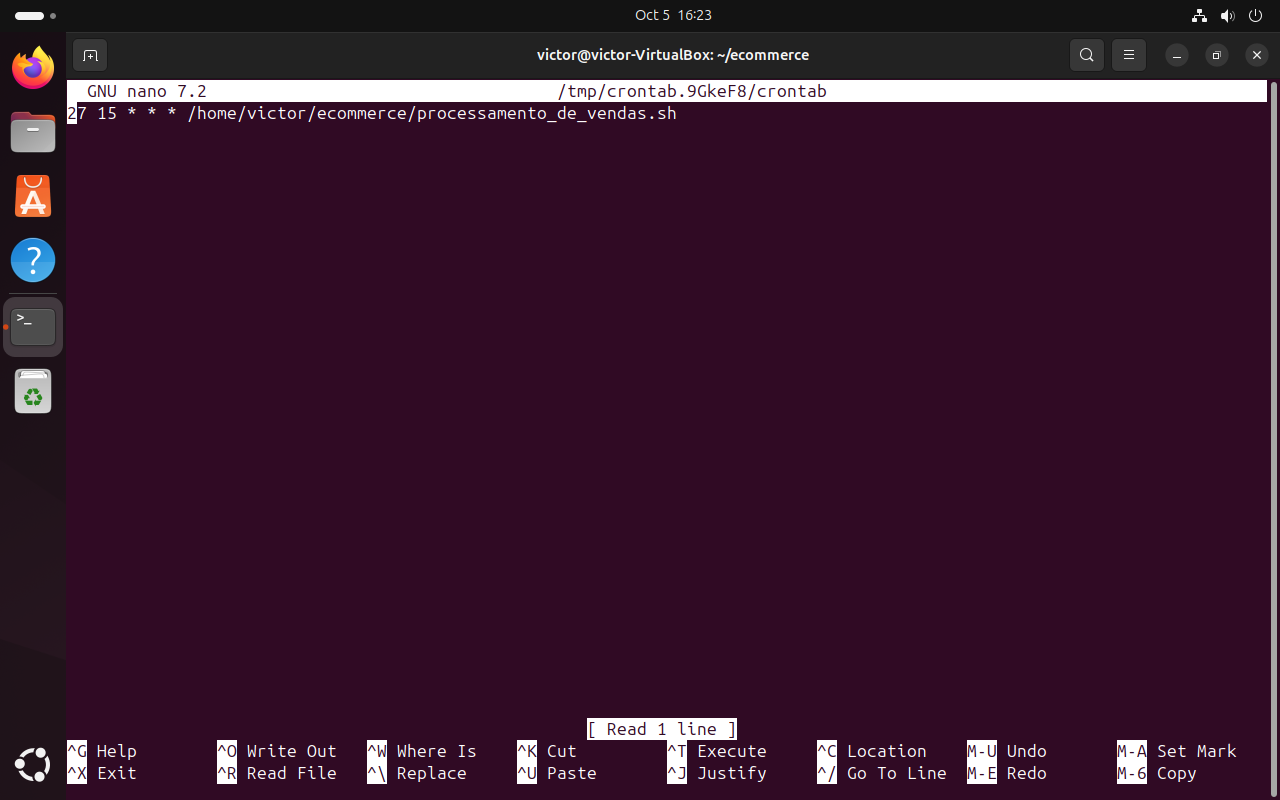 Oct 5 16:23
victor@victor-VirtualBox: ~/ecommerce
GNU nano 7.2 /tmp/crontab.9GkeF8/crontab
27 15 * * * /home/victor/ecommerce/processamento_de_vendas.sh
[ Read 1 line ]
^G Help ^O Write Out ^W Where Is ^K Cut ^T Execute ^C Location M-U Undo M-A Set Mark
^X Exit ^R Read File ^\ Replace ^U Paste ^J Justify ^/ Go To Line M-E Redo M-6 Copy